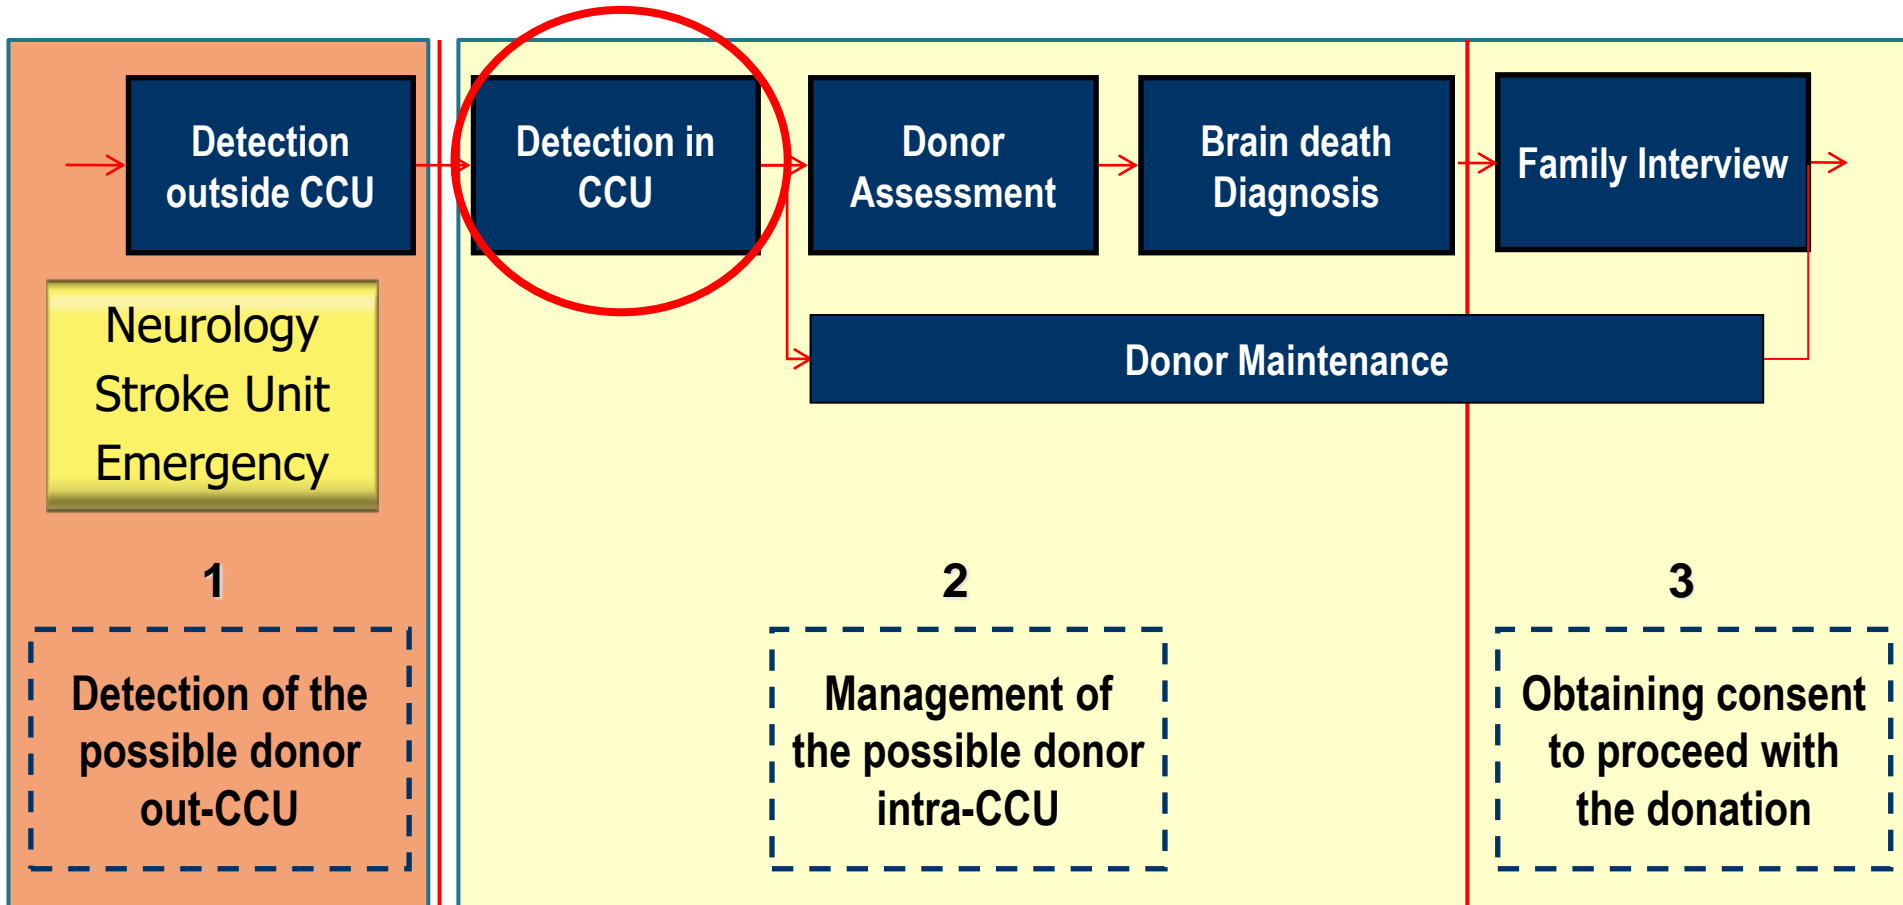 Detection
outside CCU
Detection in
CCU
Donor
Assessment
Brain death
Diagnosis
Family Interview
Donor Maintenance
Neurology
Stroke Unit
Emergency
1
Detection of the
possible donor
out-CCU
2
Management of
the possible donor
intra-CCU
3
Obtaining consent
to proceed with
the donation